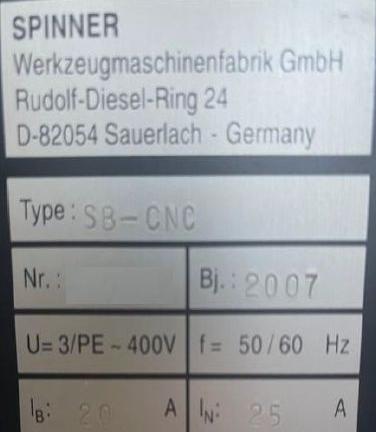 SPINNER
Werkzeugmaschinenfabrik GmbH
Rudolf-Diesel-Ring 24
D-82054 Sauerlach - Germany
Type: SB-CNC
Nr.: Bj.: 2007
U= 3/PE ~ 400V f= 50/60 Hz
IB: 20 A IN: 25 A